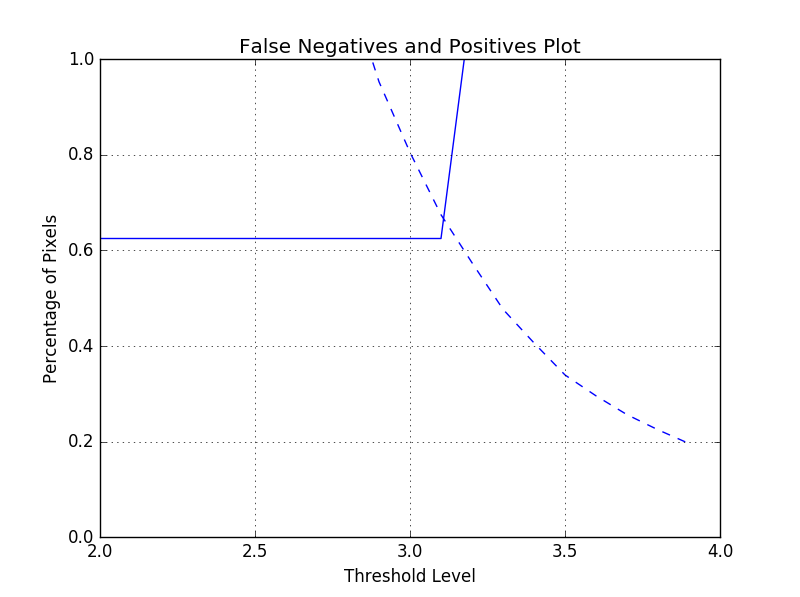 False Negatives and Positives Plot
1.0
0.8
0.6
0.4
0.2
0.0
Percentage of Pixels
2.0 2.5 3.0 3.5 4.0
Threshold Level